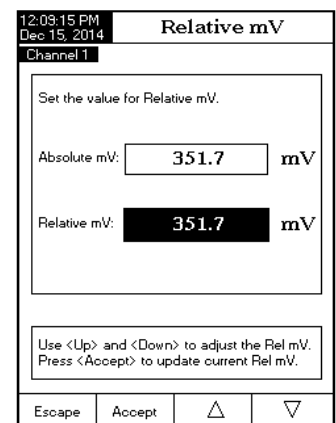 12:09:15 PM
Dec 15, 2014
Relative mV
Channel 1
Set the value for Relative mV.
Absolute mV: 351.7 mV
Relative mV: 351.7 mV
Use <Up> and <Down> to adjust the Rel mV.
Press <Accept> to update current Rel mV.
Escape Accept △ ▽